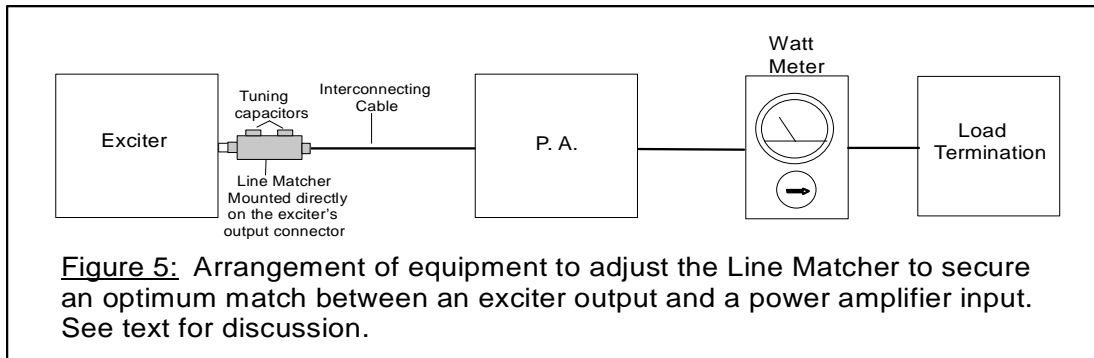 Watt
Meter
Tuning
capacitors
Interconnecting
Cable
Exciter
P. A.
Load
Termination
Line Matcher
Mounted directly
on the exciter's
output connector
Figure 5: Arrangement of equipment to adjust the Line Matcher to secure
an optimum match between an exciter output and a power amplifier input.
See text for discussion.